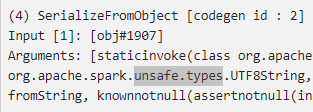 (4) SerializeFromObject [codegen id : 2]
Input [1]: [obj#1907]
Arguments: [staticinvoke(class org.apache
org.apache.spark.unsafe.types.UTF8String,
fromString, knownnotnull(assertnotnull(in